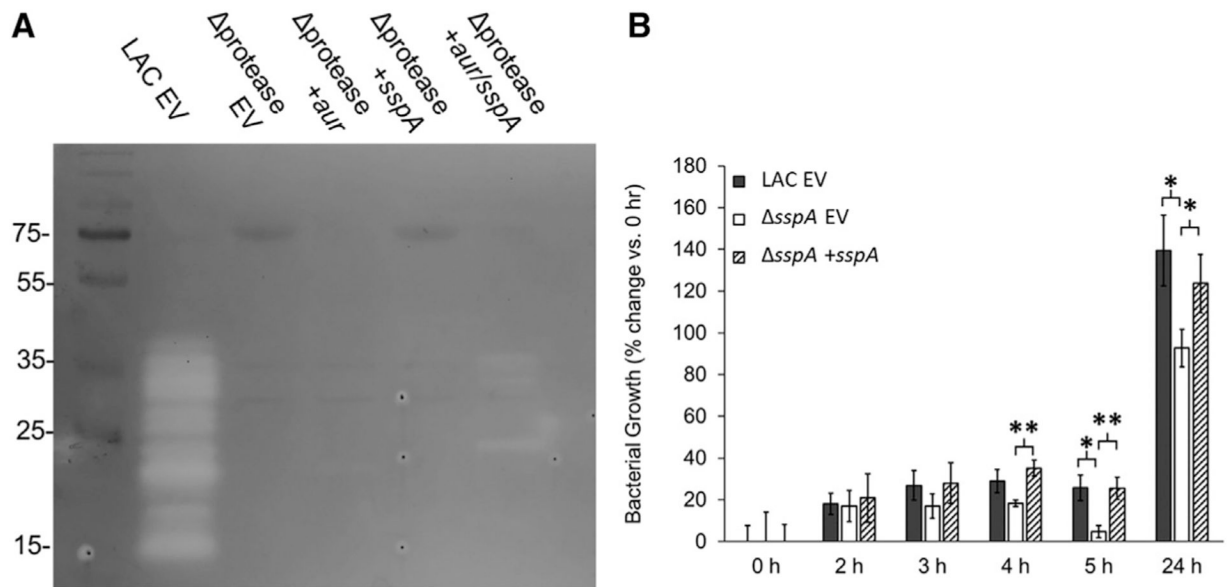 A
LAC EV
Δprotease
EV
Δprotease
+aur
Δprotease
+sspA
Δprotease
+aur/sspA
75-
55-
35-
25-
15-
B
Bacterial Growth (% change vs. 0 hr)
180
160
140
120
100
80
60
40
20
0
LAC EV
ΔsspA EV
ΔsspA +sspA
**
*
**
*
*
0 h
2 h
3 h
4 h
5 h
24 h